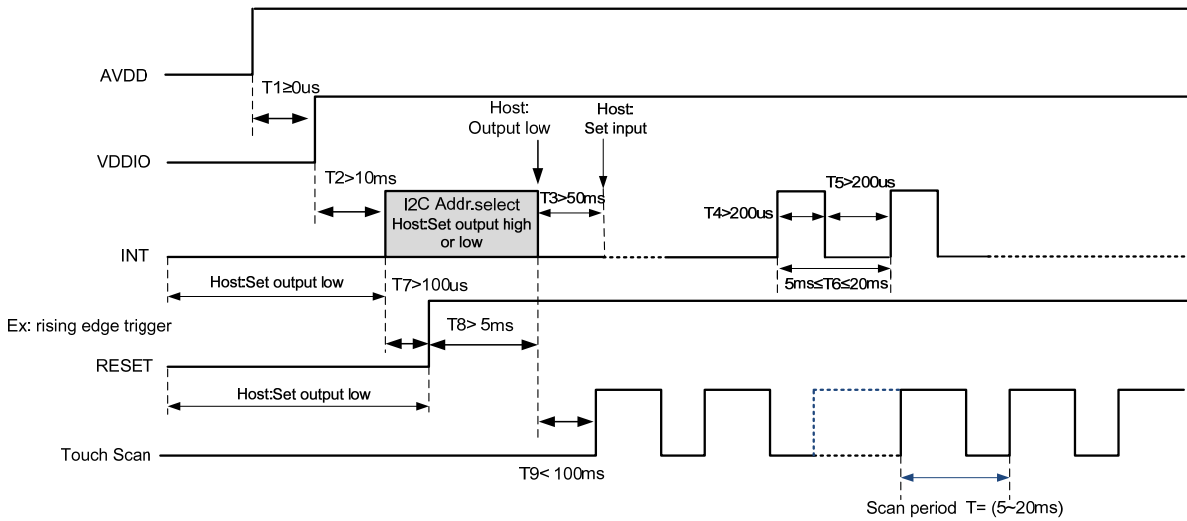 AVDD
T1≥0us
VDDIO
Host:
Output low
Host:
Set input
T2>10ms
I2C Addr.select
Host:Set output high
or low
T3>50ms
T4>200us
T5>200us
INT
Host:Set output low
T7>100us
5ms≤T6≤20ms
Ex: rising edge trigger
T8> 5ms
RESET
Host:Set output low
Touch Scan
T9< 100ms
Scan period T= (5~20ms)